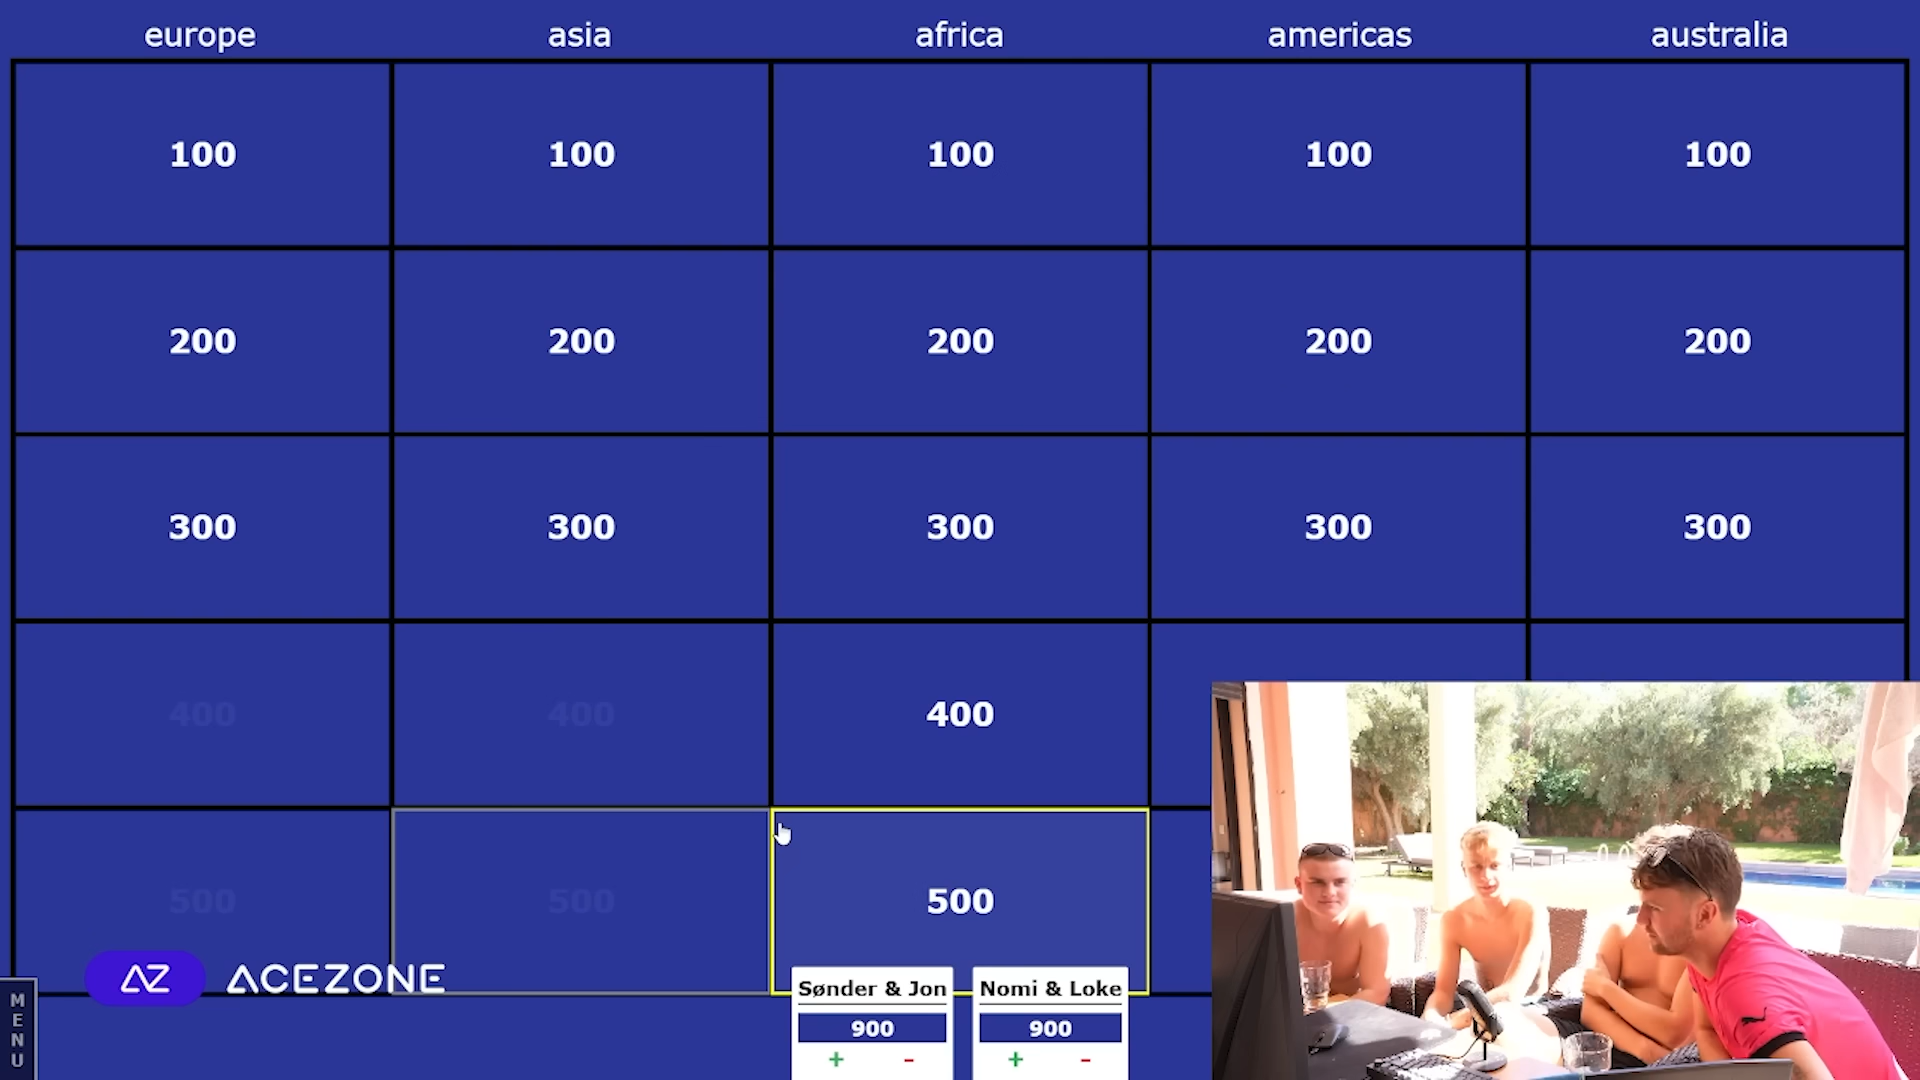 europe asia africa americas australia
100 100 100 100 100
200 200 200 200 200
300 300 300 300 300
400 400 400
500 500 500
AZ ACEZONE
MENU
Sønder & Jon Nomi & Loke
900 900
+ - + -